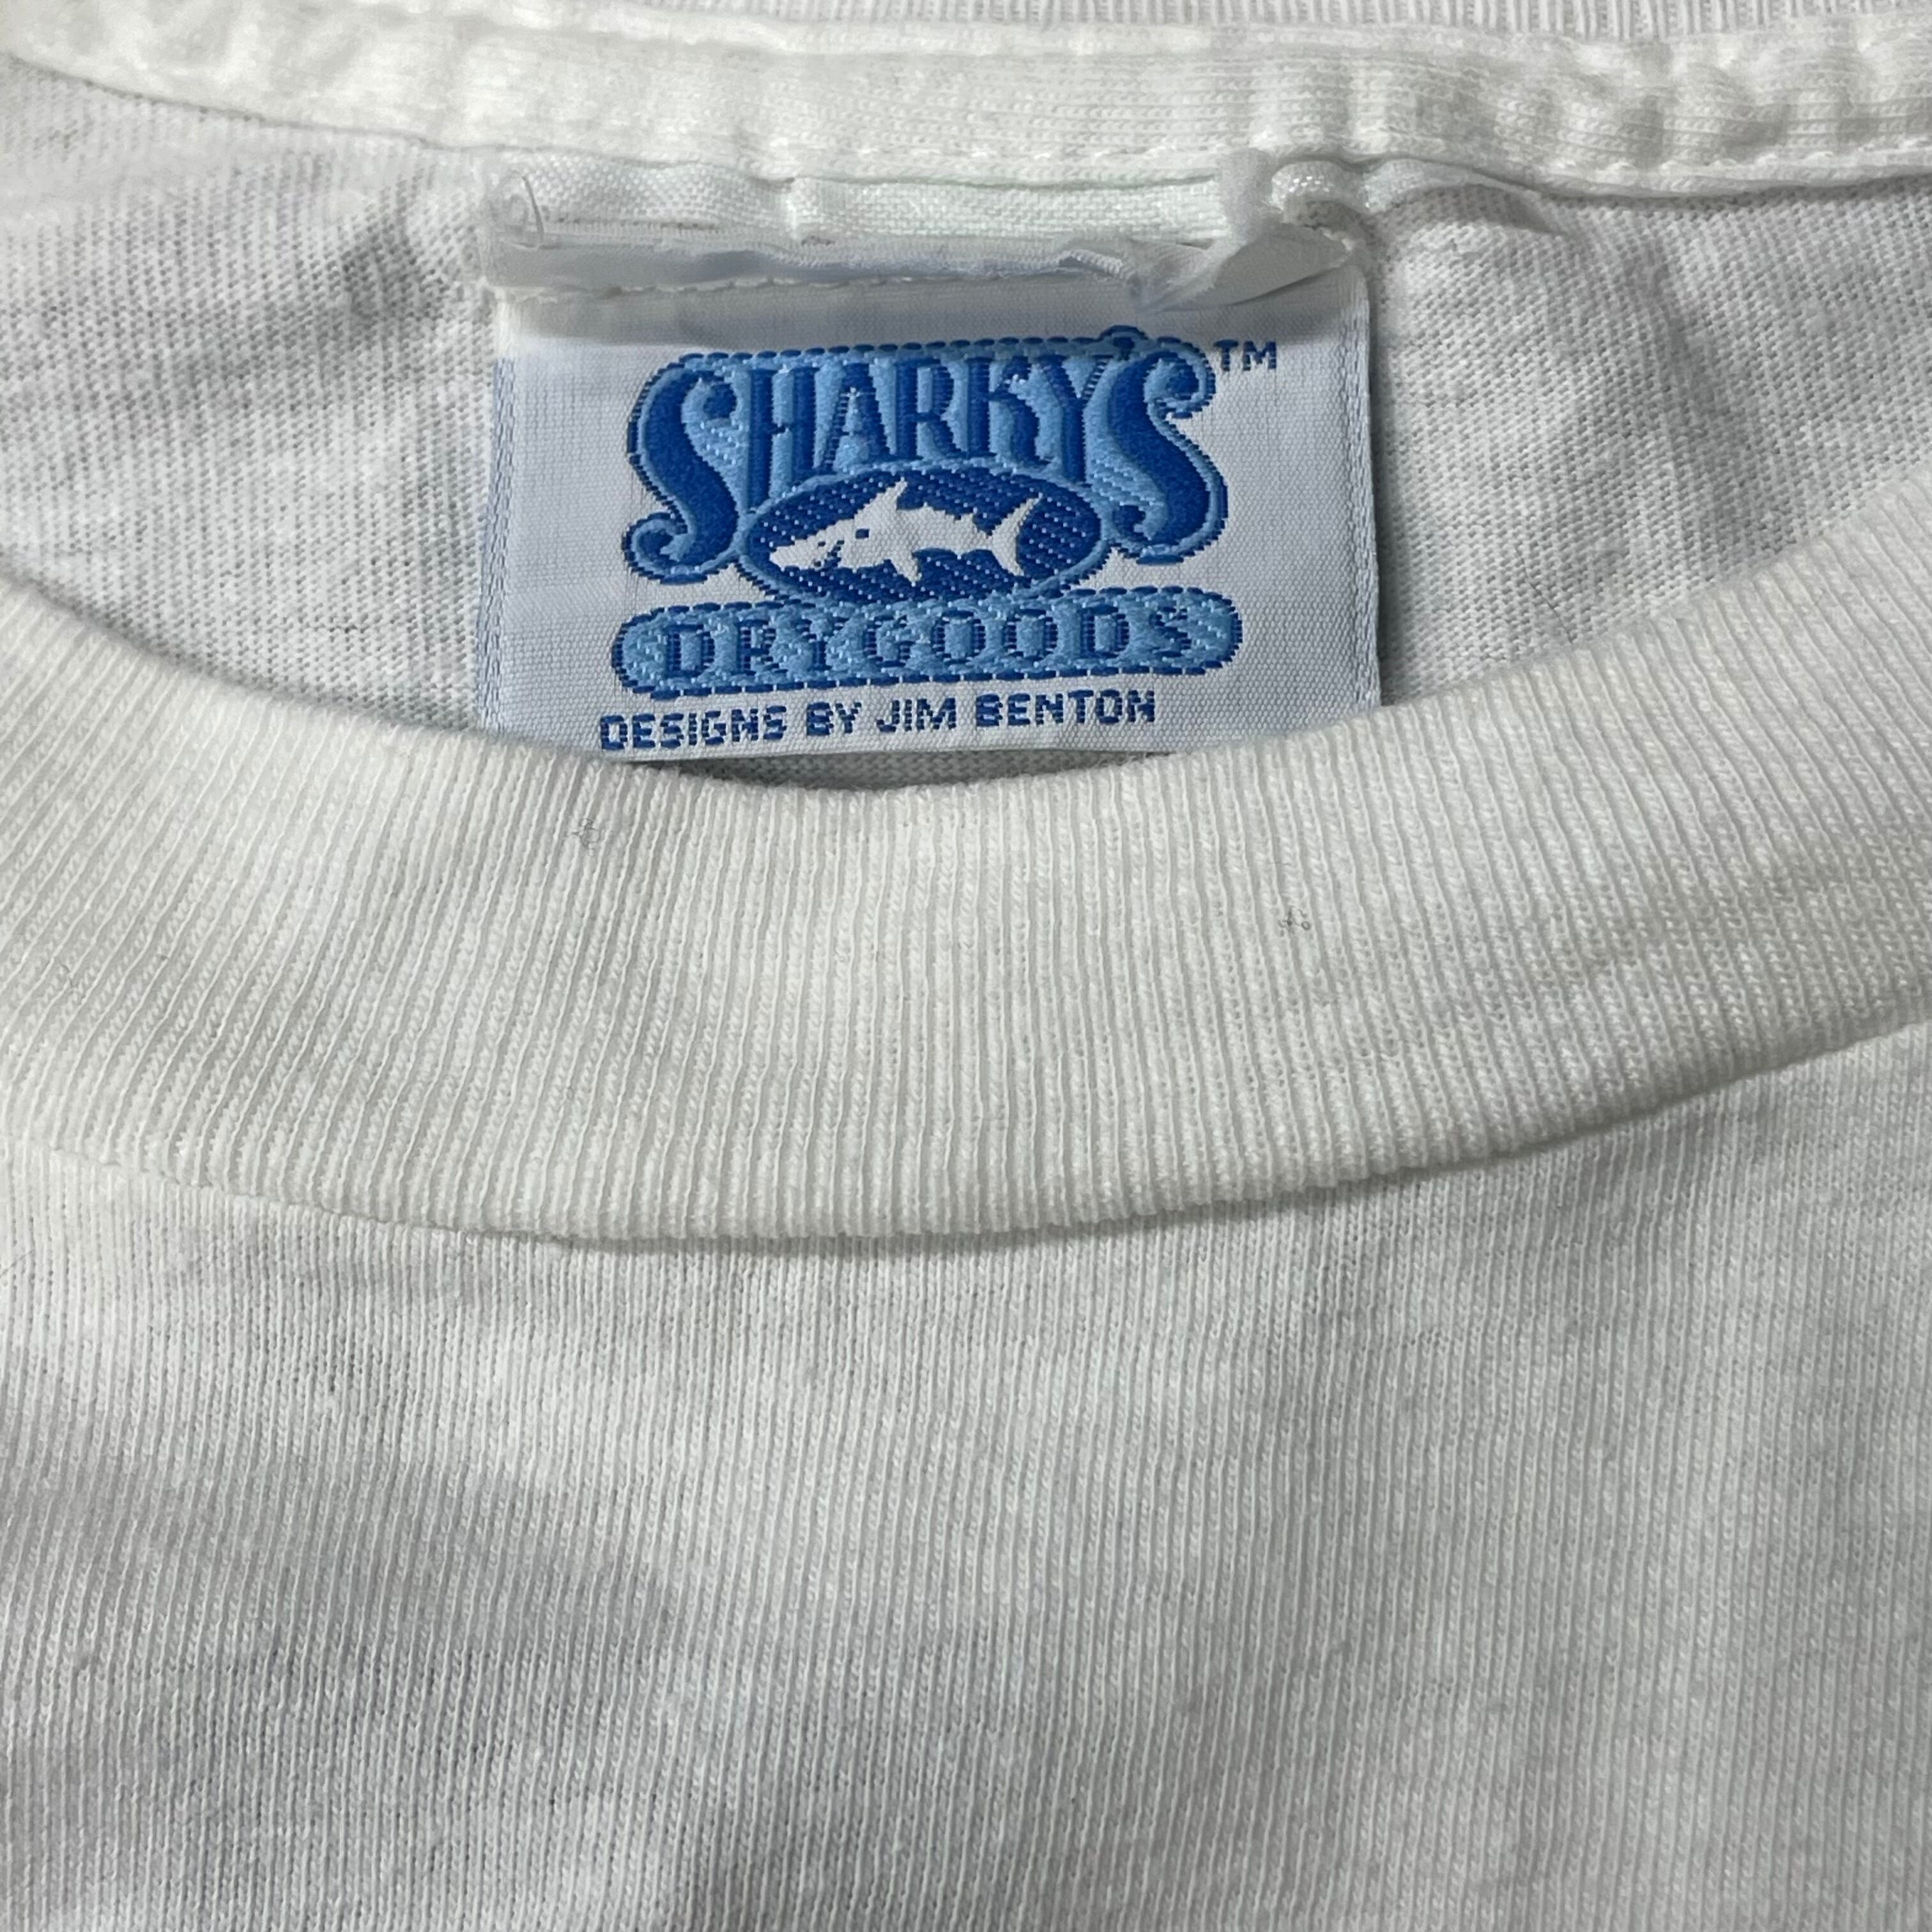 SHARKY'S™
DRYGOODS
DESIGNS BY JIM BENTON